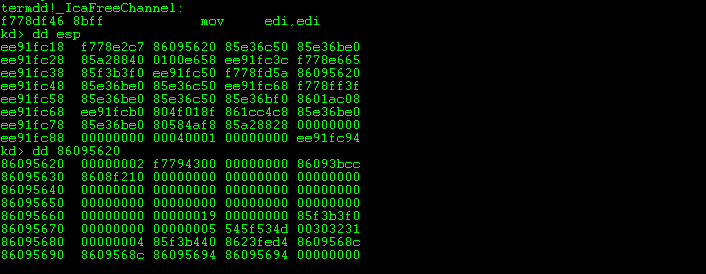 termdd!_IcaFreeChannel:
f778df46 8bff            mov     edi,edi
kd> dd esp
ee91fc18  f778e2c7 86095620 85e36c50 85e36be0
ee91fc28  85a28840 0100e658 ee91fc3c f778e665
ee91fc38  85f3b3f0 ee91fc50 f778fd5a 86095620
ee91fc48  85e36be0 85e36c50 ee91fc68 f778ff3f
ee91fc58  85e36be0 85e36c50 85e36bf0 8601ac08
ee91fc68  ee91fcb0 804f018f 861cc4c8 85e36be0
ee91fc78  85e36be0 80584af8 85a28828 00000000
ee91fc88  00000000 00040001 00000000 ee91fc94
kd> dd 86095620
86095620  00000002 f7794300 00000000 86093bcc
86095630  8608f210 00000000 00000000 00000000
86095640  00000000 00000000 00000000 00000000
86095650  00000000 00000000 00000000 00000000
86095660  00000000 00000019 00000000 85f3b3f0
86095670  00000000 00000005 545f534d 00303231
86095680  00000004 85f3b440 8623fed4 8609568c
86095690  8609568c 86095694 86095694 00000000